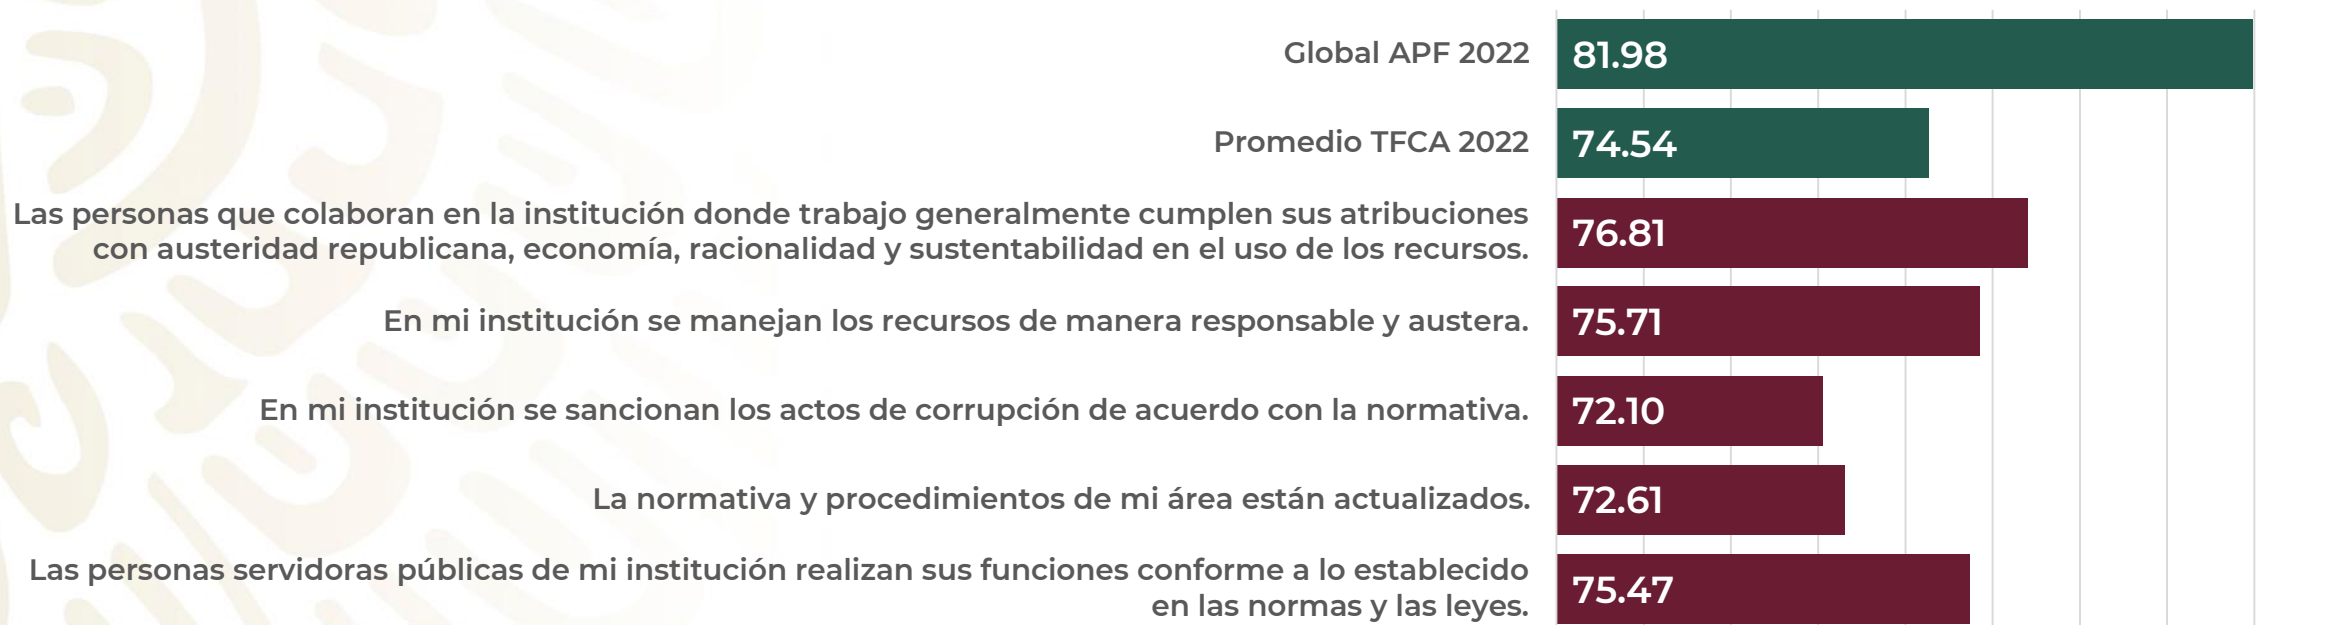 Global APF 2022 81.98
Promedio TFCA 2022 74.54
Las personas que colaboran en la institución donde trabajo generalmente cumplen sus atribuciones
con austeridad republicana, economía, racionalidad y sustentabilidad en el uso de los recursos.
76.81
En mi institución se manejan los recursos de manera responsable y austera. 75.71
En mi institución se sancionan los actos de corrupción de acuerdo con la normativa. 72.10
La normativa y procedimientos de mi área están actualizados. 72.61
Las personas servidoras públicas de mi institución realizan sus funciones conforme a lo establecido
en las normas y las leyes.
75.47